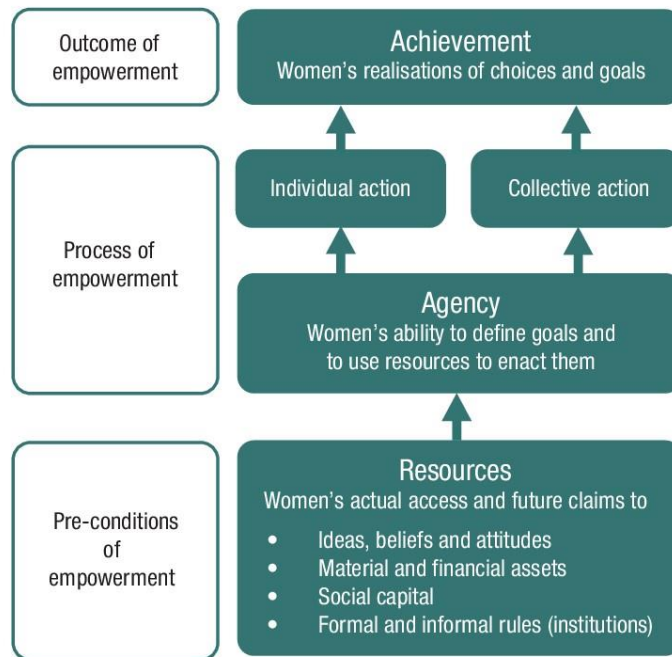 Outcome of
empowerment
Achievement
Women's realisations of choices and goals
Process of
empowerment
Individual action
Collective action
Agency
Women's ability to define goals and
to use resources to enact them
Pre-conditions
of
empowerment
Resources
Women's actual access and future claims to
• Ideas, beliefs and attitudes
• Material and financial assets
• Social capital
• Formal and informal rules (institutions)